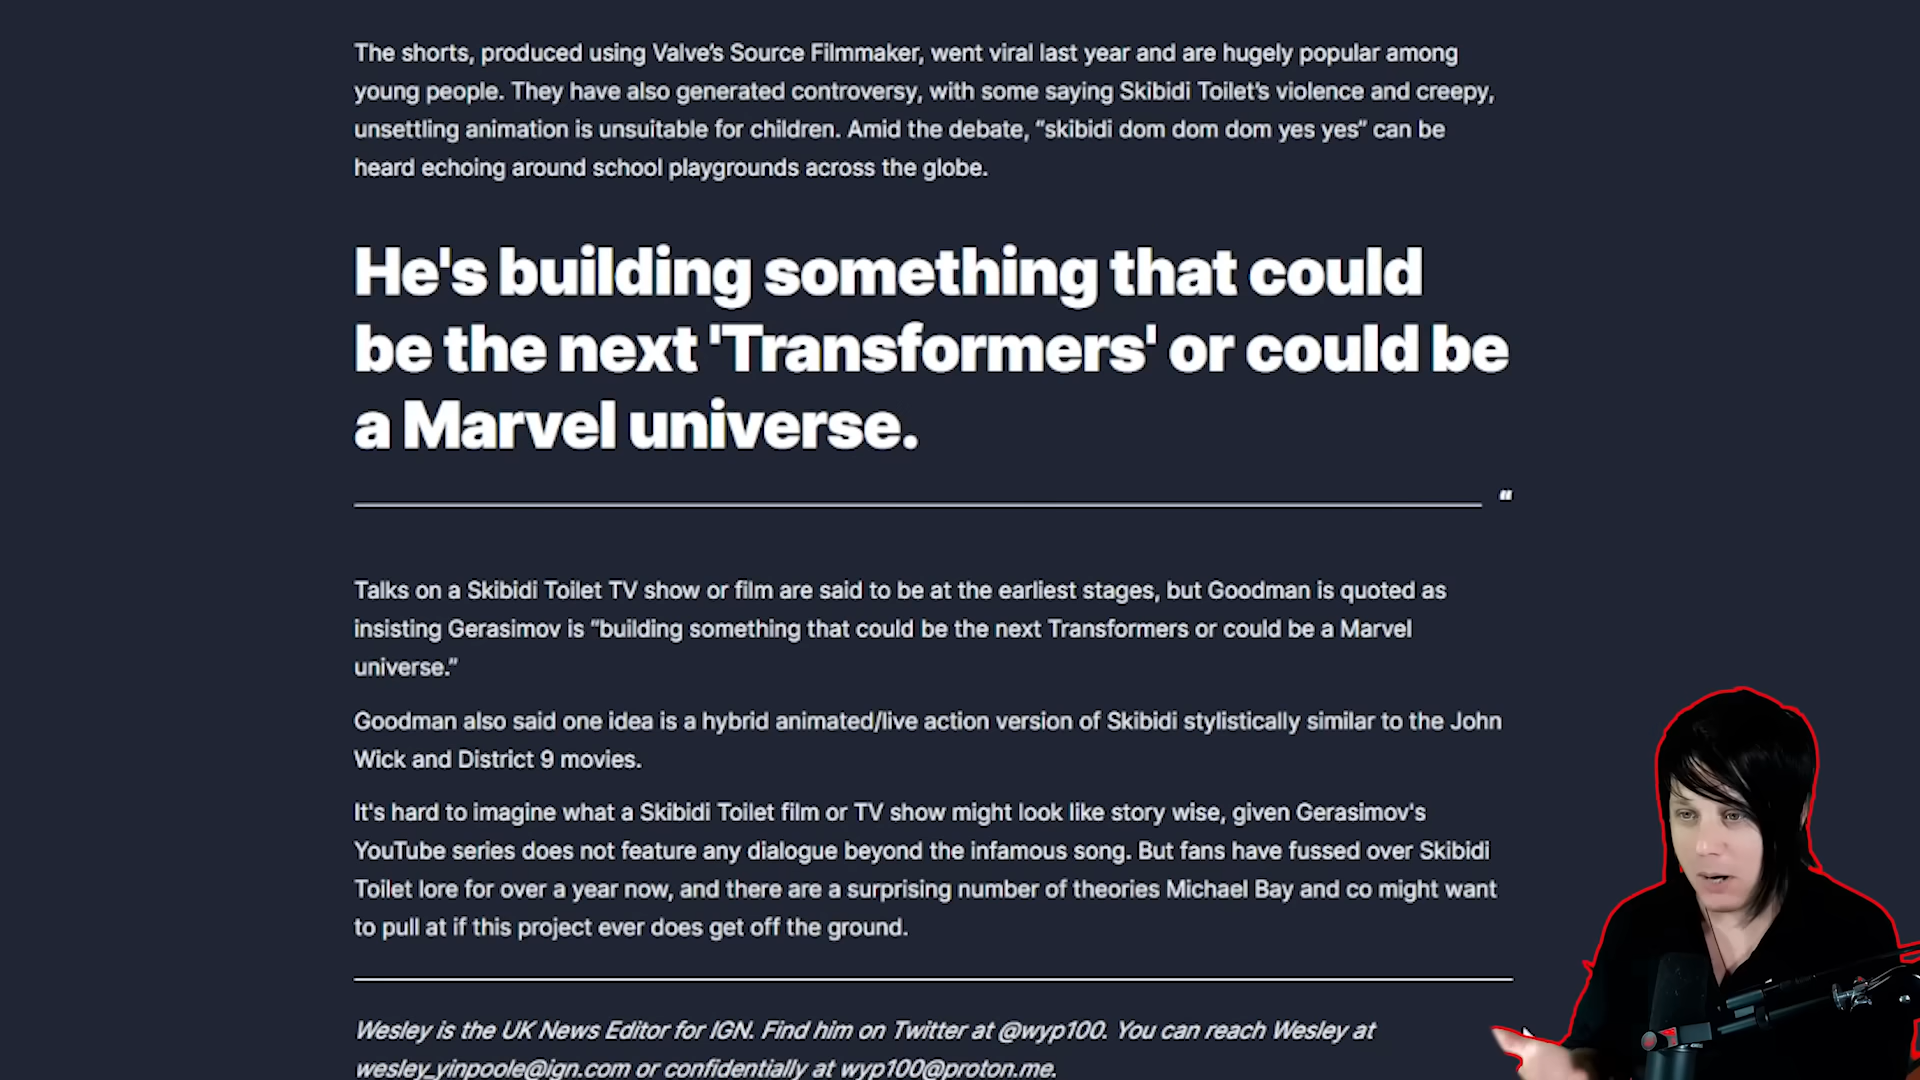 The shorts, produced using Valve’s Source Filmmaker, went viral last year and are hugely popular among
young people. They have also generated controversy, with some saying Skibidi Toilet’s violence and creepy,
unsettling animation is unsuitable for children. Amid the debate, “skibidi dom dom dom yes yes” can be
heard echoing around school playgrounds across the globe.
He's building something that could
be the next 'Transformers' or could be
a Marvel universe.
“
Talks on a Skibidi Toilet TV show or film are said to be at the earliest stages, but Goodman is quoted as
insisting Gerasimov is “building something that could be the next Transformers or could be a Marvel
universe.”
Goodman also said one idea is a hybrid animated/live action version of Skibidi stylistically similar to the John
Wick and District 9 movies.
It's hard to imagine what a Skibidi Toilet film or TV show might look like story wise, given Gerasimov's
YouTube series does not feature any dialogue beyond the infamous song. But fans have fussed over Skibidi
Toilet lore for over a year now, and there are a surprising number of theories Michael Bay and co might want
to pull at if this project ever does get off the ground.
Wesley is the UK News Editor for IGN. Find him on Twitter at @wyp100. You can reach Wesley at
wesley_yinpoole@ign.com or confidentially at wyp100@proton.me.